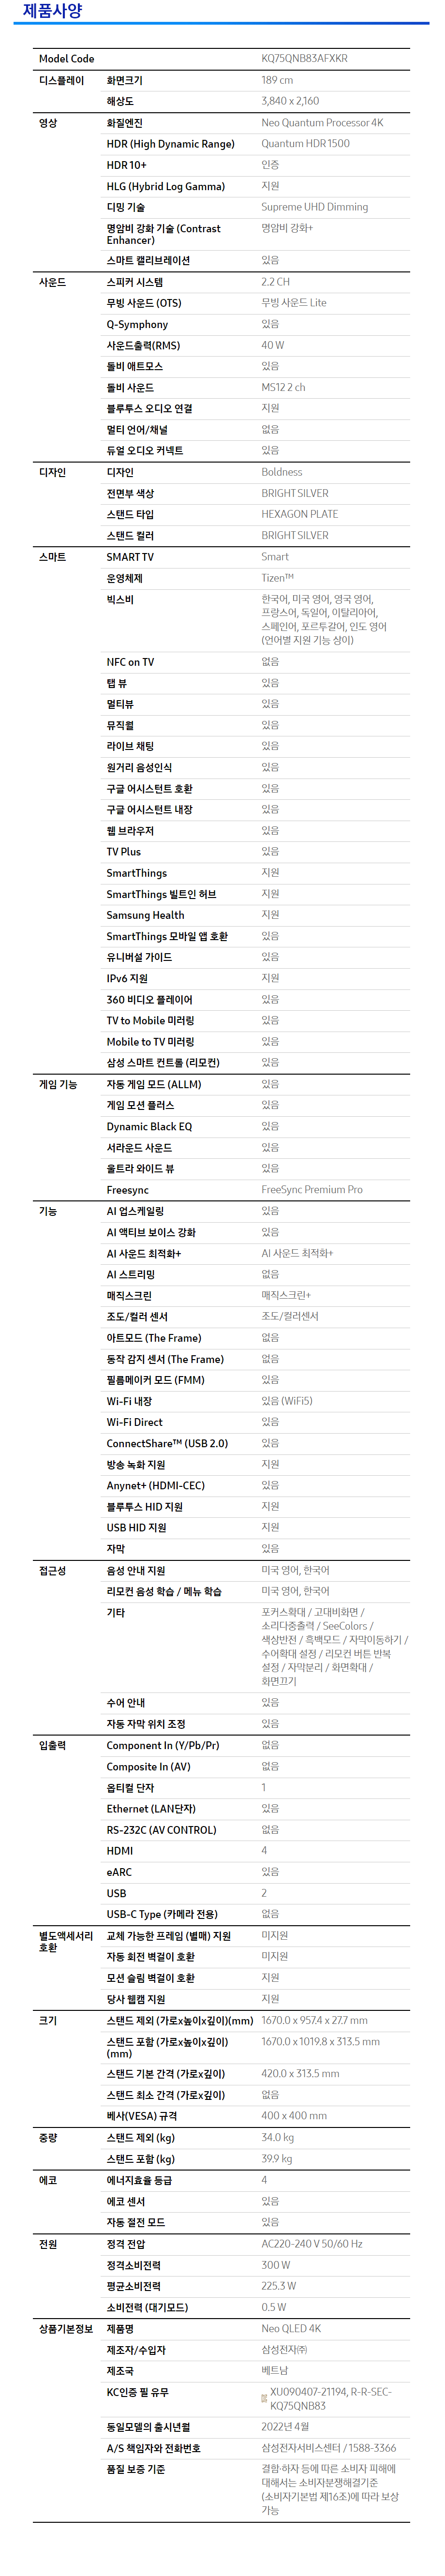 제품사양
Model Code KQ75QNB83AFXKR
디스플레이 화면크기 189 cm
해상도 3,840 x 2,160
영상 화질엔진 Neo Quantum Processor 4K
HDR (High Dynamic Range) Quantum HDR 1500
HDR 10+ 인증
HLG (Hybrid Log Gamma) 지원
디밍 기술 Supreme UHD Dimming
명암비 강화 기술 (Contrast 명암비 강화+
Enhancer)
스마트 캘리브레이션 있음
사운드 스피커 시스템 2.2 CH
무빙 사운드 (OTS) 무빙 사운드 Lite
Q-Symphony 있음
사운드출력(RMS) 40 W
돌비 애트모스 있음
돌비 사운드 MS12 2 ch
블루투스 오디오 연결 지원
멀티 언어/채널 없음
듀얼 오디오 커넥트 있음
디자인 디자인 Boldness
전면부 색상 BRIGHT SILVER
스탠드 타입 HEXAGON PLATE
스탠드 컬러 BRIGHT SILVER
스마트 SMART TV Smart
운영체제 Tizen™
빅스비 한국어, 미국 영어, 영국 영어,
프랑스어, 독일어, 이탈리아어,
스페인어, 포르투갈어, 인도 영어
(언어별 지원 기능 상이)
NFC on TV 없음
탭 뷰 있음
멀티뷰 있음
뮤직월 있음
라이브 채팅 있음
원거리 음성인식 있음
구글 어시스턴트 호환 있음
구글 어시스턴트 내장 있음
웹 브라우저 있음
TV Plus 있음
SmartThings 지원
SmartThings 빌트인 허브 지원
Samsung Health 지원
SmartThings 모바일 앱 호환 있음
유니버설 가이드 있음
IPv6 지원 지원
360 비디오 플레이어 있음
TV to Mobile 미러링 있음
Mobile to TV 미러링 있음
삼성 스마트 컨트롤 (리모컨) 있음
게임 기능 자동 게임 모드 (ALLM) 있음
게임 모션 플러스 있음
Dynamic Black EQ 있음
서라운드 사운드 있음
울트라 와이드 뷰 있음
Freesync FreeSync Premium Pro
기능 AI 업스케일링 있음
AI 액티브 보이스 강화 있음
AI 사운드 최적화+ AI 사운드 최적화+
AI 스트리밍 없음
매직스크린 매직스크린+
조도/컬러 센서 조도/컬러센서
아트모드 (The Frame) 없음
동작 감지 센서 (The Frame) 없음
필름메이커 모드 (FMM) 있음
Wi-Fi 내장 있음 (WiFi5)
Wi-Fi Direct 있음
ConnectShare™ (USB 2.0) 있음
방송 녹화 지원 지원
Anynet+ (HDMI-CEC) 있음
블루투스 HID 지원 지원
USB HID 지원 지원
자막 있음
접근성 음성 안내 지원 미국 영어, 한국어
리모컨 음성 학습 / 메뉴 학습 미국 영어, 한국어
기타 포커스확대 / 고대비화면 /
소리다중출력 / SeeColors /
색상반전 / 흑백모드 / 자막이동하기 /
수어확대 설정 / 리모컨 버튼 반복
설정 / 자막분리 / 화면확대 /
화면끄기
수어 안내 있음
자동 자막 위치 조정 있음
입출력 Component In (Y/Pb/Pr) 없음
Composite In (AV) 없음
옵티컬 단자 1
Ethernet (LAN단자) 있음
RS-232C (AV CONTROL) 없음
HDMI 4
eARC 있음
USB 2
USB-C Type (카메라 전용) 없음
별도액세서리 교체 가능한 프레임 (별매) 지원 미지원
호환
자동 회전 벽걸이 호환 미지원
모션 슬림 벽걸이 호환 지원
당사 웹캠 지원 지원
크기 스탠드 제외 (가로x높이x깊이)(mm) 1670.0 x 957.4 x 27.7 mm
스탠드 포함 (가로x높이x깊이) 1670.0 x 1019.8 x 313.5 mm
(mm)
스탠드 기본 간격 (가로x깊이) 420.0 x 313.5 mm
스탠드 최소 간격 (가로x깊이) 없음
베사(VESA) 규격 400 x 400 mm
중량 스탠드 제외 (kg) 34.0 kg
스탠드 포함 (kg) 39.9 kg
에코 에너지효율 등급 4
에코 센서 있음
자동 절전 모드 있음
전원 정격 전압 AC220-240 V 50/60 Hz
정격소비전력 300 W
평균소비전력 225.3 W
소비전력 (대기모드) 0.5 W
상품기본정보 제품명 Neo QLED 4K
제조자/수입자 삼성전자㈜
제조국 베트남
KC인증 필 유무 XU090407-21194, R-R-SEC-
KQ75QNB83
동일모델의 출시년월 2022년 4월
A/S 책임자와 전화번호 삼성전자서비스센터 / 1588-3366
품질 보증 기준 결함·하자 등에 따른 소비자 피해에
대해서는 소비자분쟁해결기준
(소비자기본법 제16조)에 따라 보상
가능